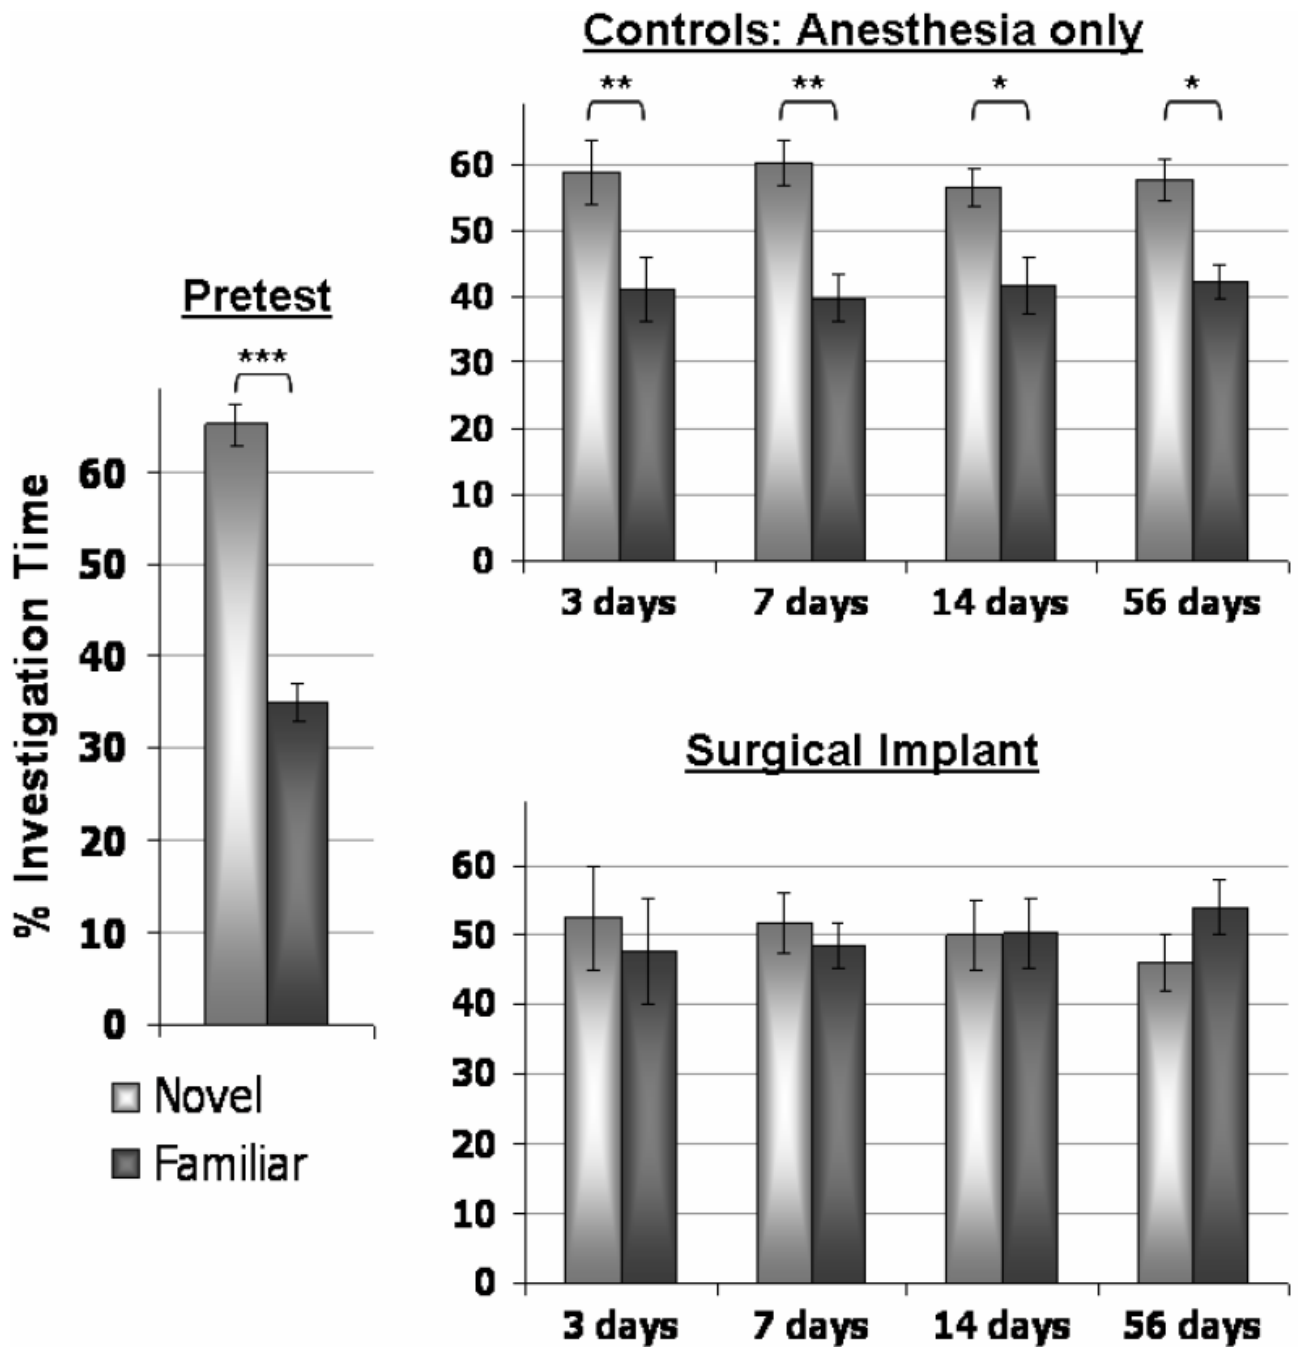 Controls: Anesthesia only
** ** * *
60
50
40
30
20
10
0
3 days 7 days 14 days 56 days
Pretest
***
% Investigation Time
60
50
40
30
20
10
0
Novel
Familiar
Surgical Implant
60
50
40
30
20
10
0
3 days 7 days 14 days 56 days